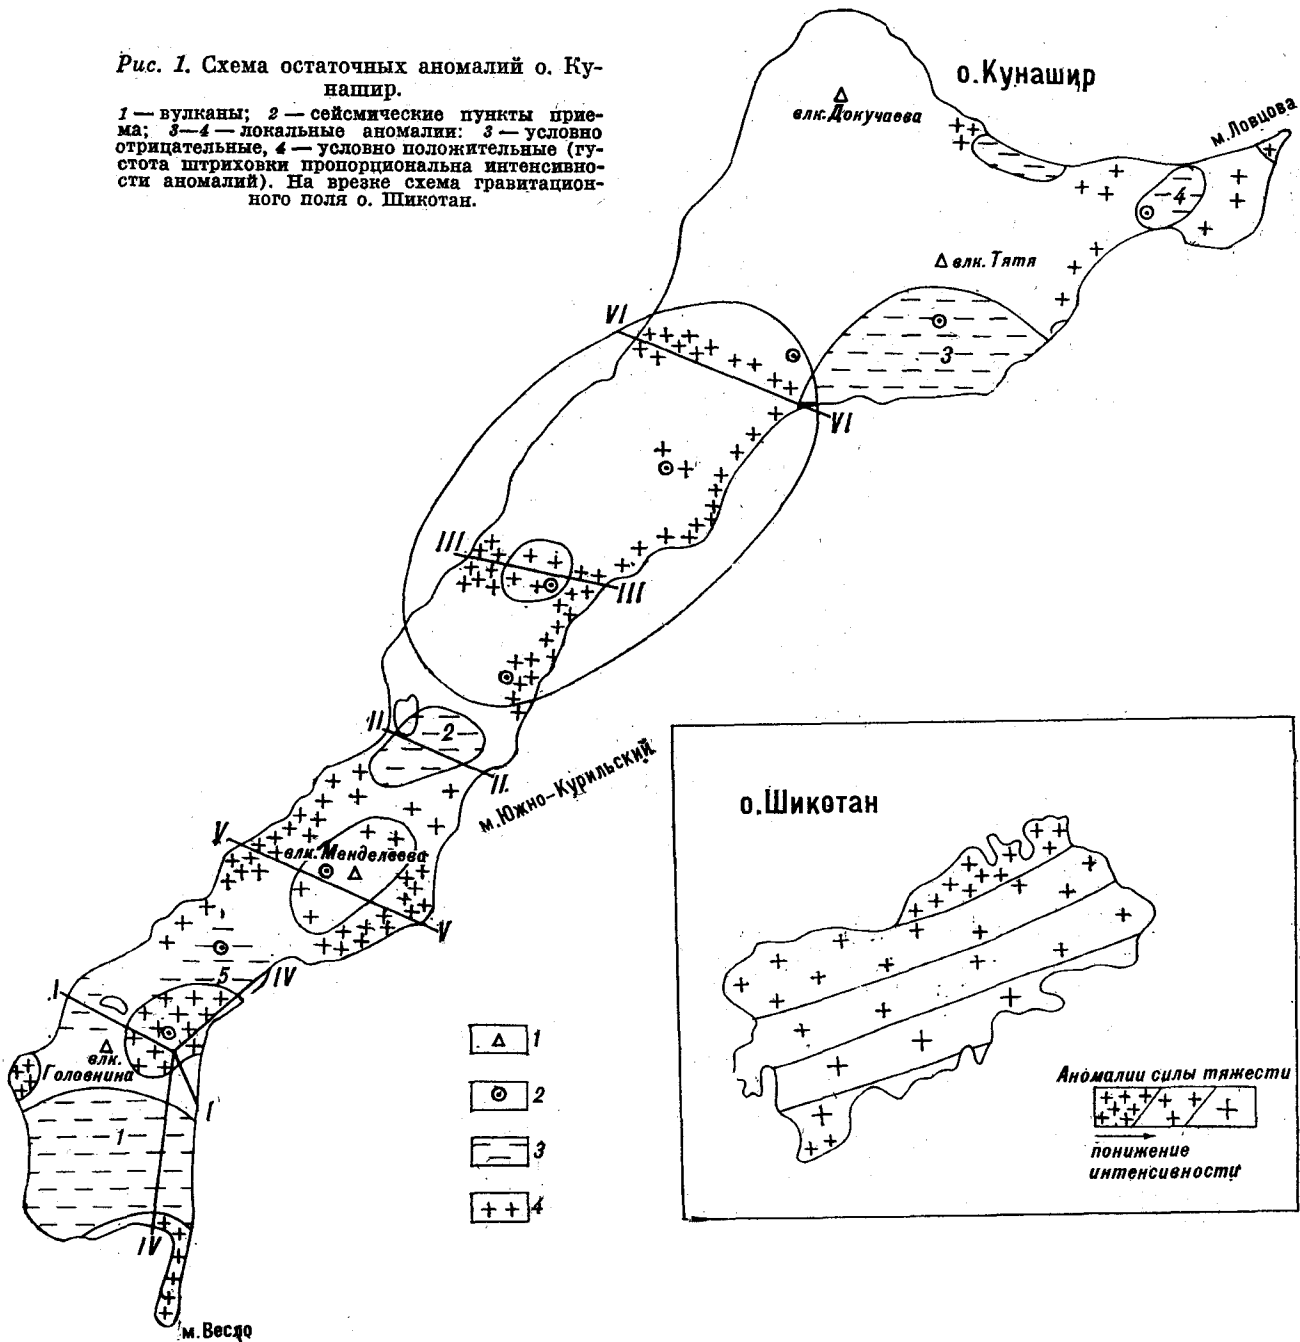 Рис. 1. Схема остаточных аномалий о. Ку-
нашир.
1 — вулканы; 2 — сейсмические пункты прие-
ма; 3—4 — локальные аномалии: 3 — условно
отрицательные, 4 — условно положительные (гу-
стота штриховки пропорциональна интенсивно-
сти аномалий). На врезке схема гравитацион-
ного поля о. Шикотан.
о. Кунашир
влк. Докучаева
м. Ловцова
4
влк. Тятя
VI
3
VI
III
III
II
2
II
м. Южно-Курильский
V
влк. Менделеева
V
5
IV
I
влк.
Головнина
I
1
IV
м. Весло
1
2
3
4
о. Шикотан
Аномалии силы тяжести
понижение
интенсивности